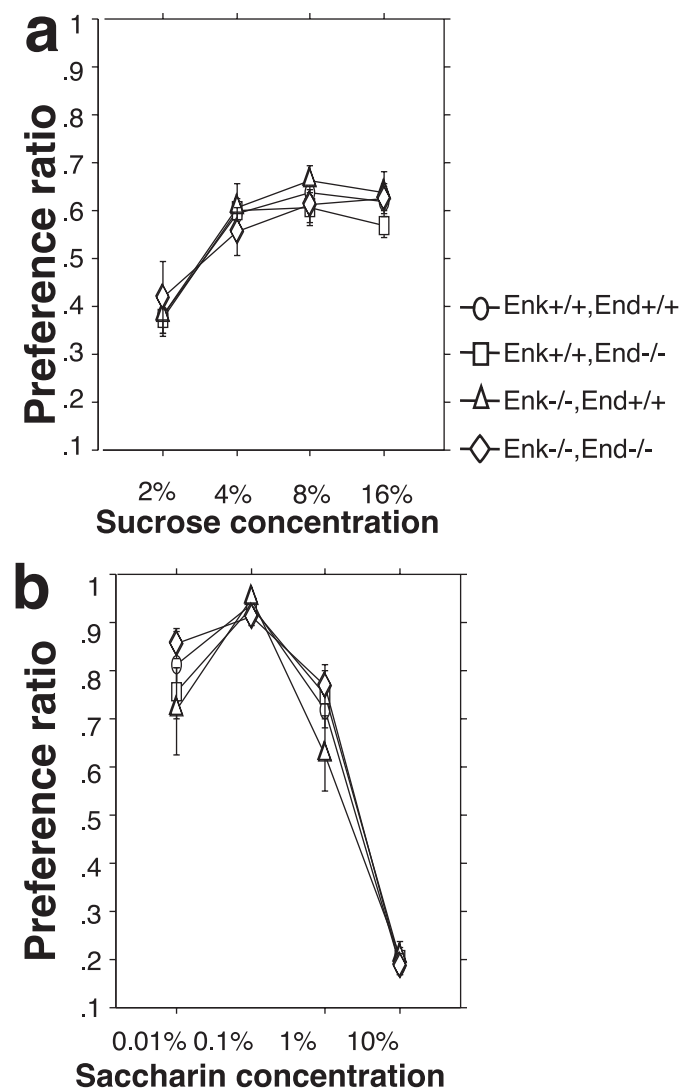 a
Preference ratio
1
.9
.8
.7
.6
.5
.4
.3
.2
.1
2% 4% 8% 16%
Sucrose concentration
Enk+/+,End+/+
Enk+/+,End-/-
Enk-/-,End+/+
Enk-/-,End-/-
b
Preference ratio
1
.9
.8
.7
.6
.5
.4
.3
.2
.1
0.01% 0.1% 1% 10%
Saccharin concentration